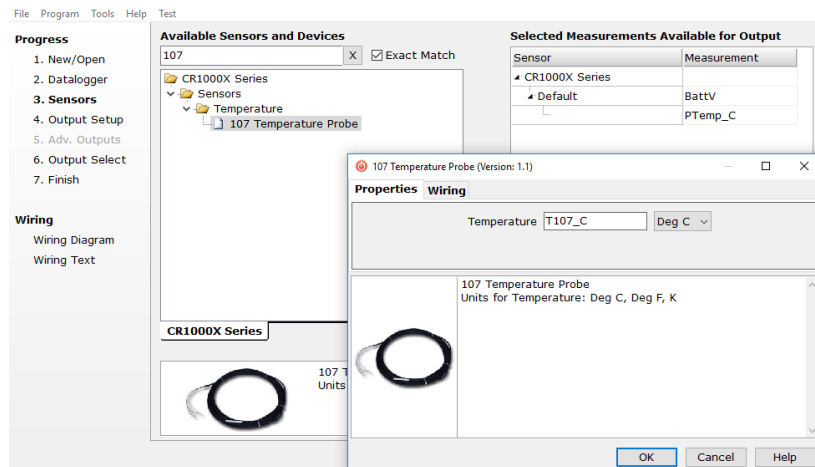 File Program Tools Help Test
Progress
1. New/Open
2. Datalogger
3. Sensors
4. Output Setup
5. Adv. Outputs
6. Output Select
7. Finish
Wiring
Wiring Diagram
Wiring Text
Available Sensors and Devices
107 X Exact Match
CR1000X Series
Sensors
Temperature
107 Temperature Probe
CR1000X Series
107 T
Units
Selected Measurements Available for Output
Sensor Measurement
CR1000X Series
Default BattV
PTemp_C
107 Temperature Probe (Version: 1.1)
Properties Wiring
Temperature T107_C Deg C
107 Temperature Probe
Units for Temperature: Deg C, Deg F, K
OK Cancel Help